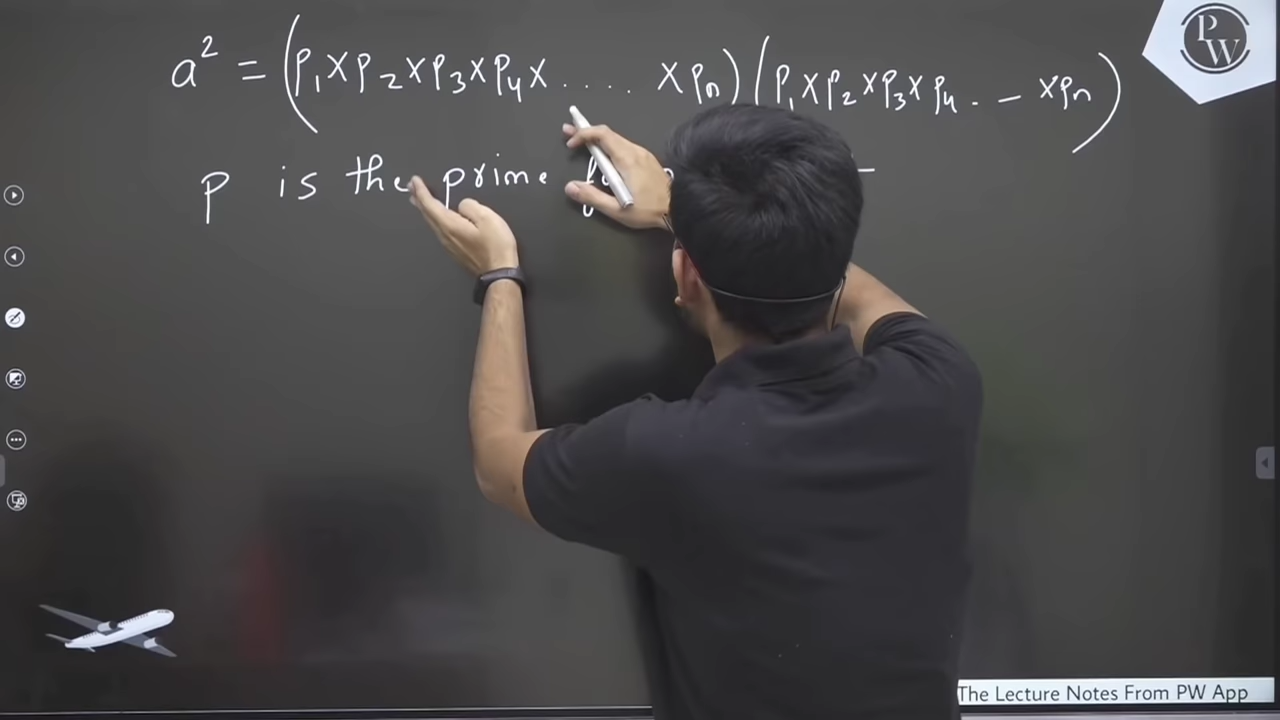 a² = (p₁ × p₂ × p₃ × p₄ × .... × pₙ) (p₁ × p₂ × p₃ × p₄ .. – × pₙ)
p is the prime
PW
The Lecture Notes From PW App